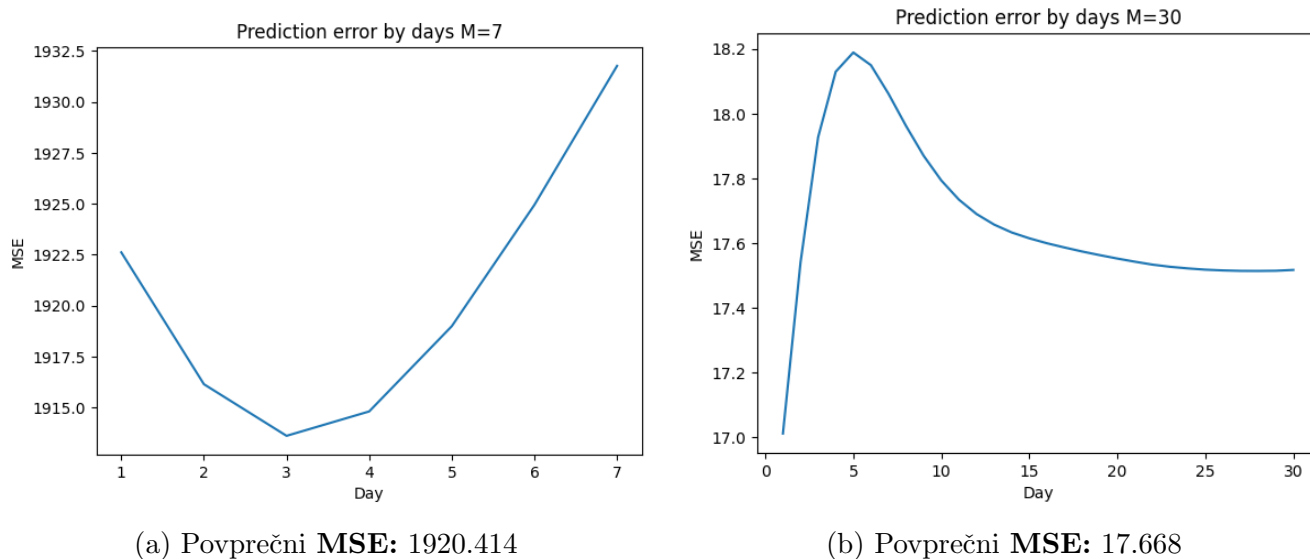 Prediction error by days M=7
1932.5
1930.0
1927.5
1925.0
1922.5
1920.0
1917.5
1915.0
MSE
1 2 3 4 5 6 7
Day
(a) Povprečni MSE: 1920.414
Prediction error by days M=30
18.2
18.0
17.8
17.6
17.4
17.2
17.0
MSE
0 5 10 15 20 25 30
Day
(b) Povprečni MSE: 17.668